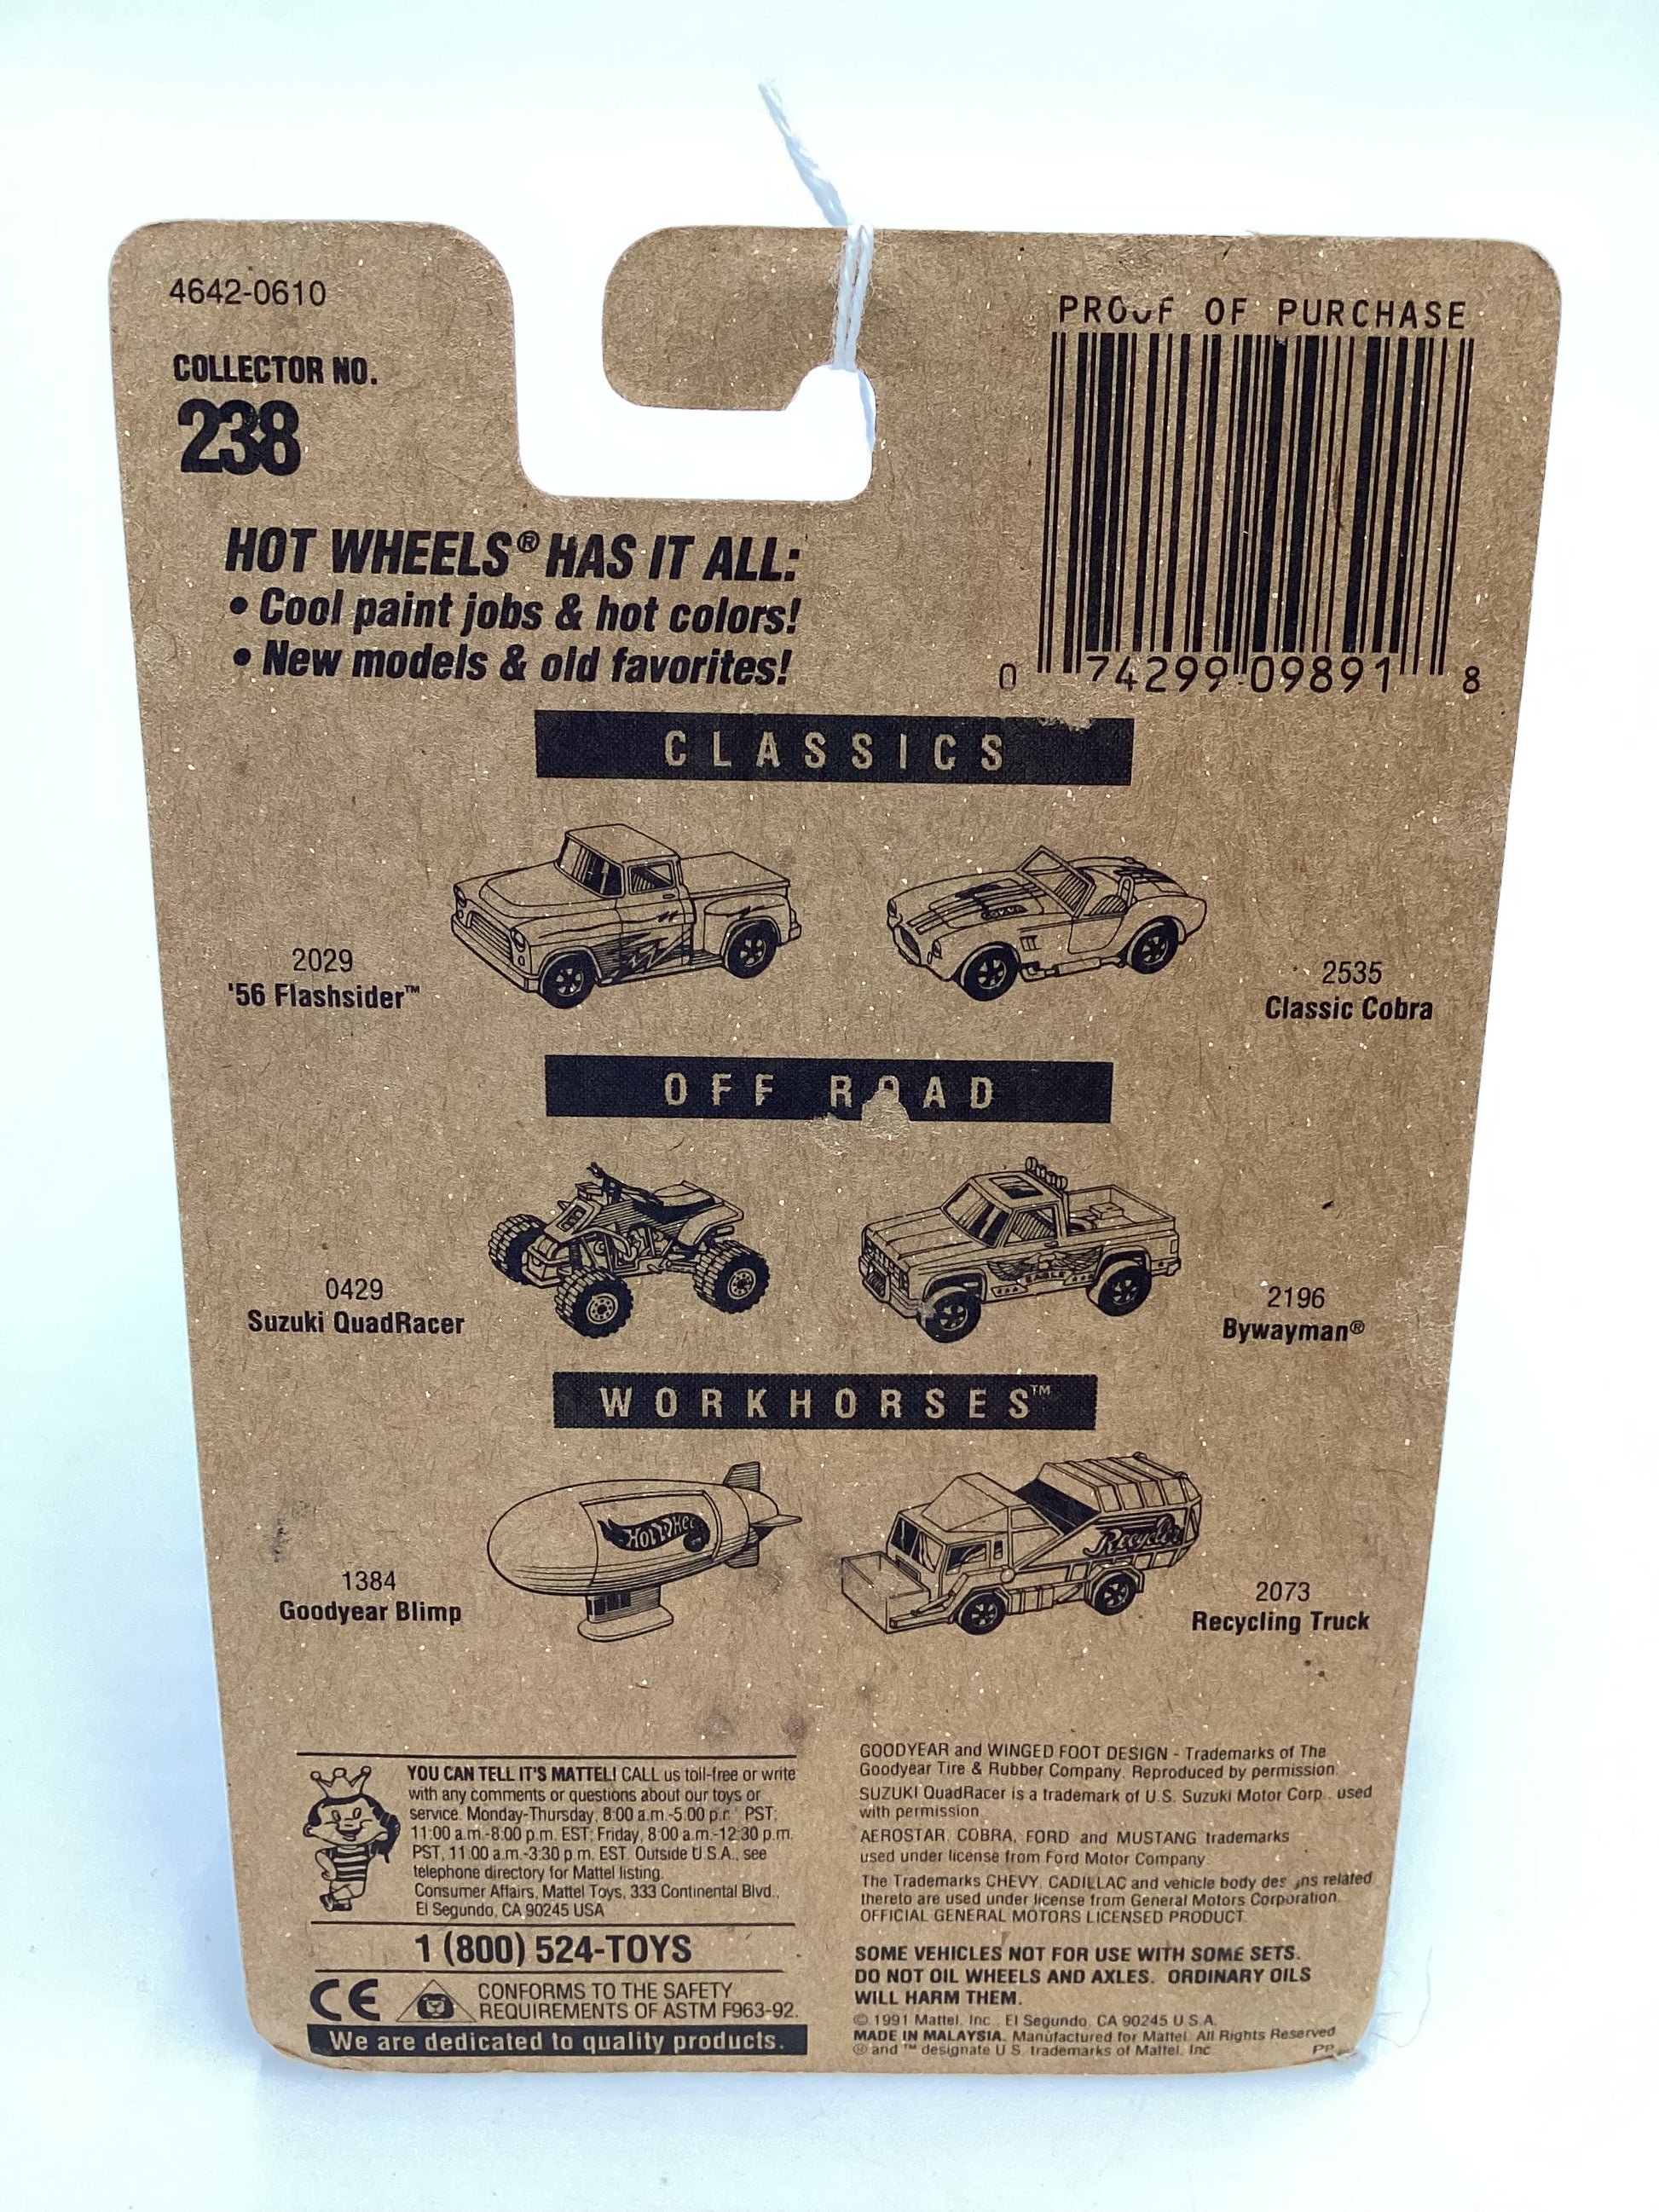 4642-0610
PROOF OF PURCHASE
COLLECTOR NO.
238
0 74299 09891 8
HOT WHEELS® HAS IT ALL:
• Cool paint jobs & hot colors!
• New models & old favorites!
CLASSICS
2029
'56 Flashsider™
2535
Classic Cobra
OFF ROAD
0429
Suzuki QuadRacer
EAGLE
2196
Bywayman®
WORKHORSES™
Hot Wheels
1384
Goodyear Blimp
Recycler
2073
Recycling Truck
YOU CAN TELL IT'S MATTEL! CALL us toll-free or write
with any comments or questions about our toys or
service. Monday-Thursday, 8:00 a.m.-5:00 p.m. PST;
11:00 a.m.-8:00 p.m. EST; Friday, 8:00 a.m.-12:30 p.m.
PST, 11:00 a.m.-3:30 p.m. EST. Outside U.S.A., see
telephone directory for Mattel listing.
Consumer Affairs, Mattel Toys, 333 Continental Blvd.,
El Segundo, CA 90245 USA
1 (800) 524-TOYS
CE
CONFORMS TO THE SAFETY
REQUIREMENTS OF ASTM F963-92.
We are dedicated to quality products.
GOODYEAR and WINGED FOOT DESIGN - Trademarks of The
Goodyear Tire & Rubber Company. Reproduced by permission.
SUZUKI QuadRacer is a trademark of U.S. Suzuki Motor Corp., used
with permission.
AEROSTAR, COBRA, FORD and MUSTANG trademarks
used under license from Ford Motor Company.
The Trademarks CHEVY, CADILLAC and vehicle body designs related
thereto are used under license from General Motors Corporation.
OFFICIAL GENERAL MOTORS LICENSED PRODUCT.
SOME VEHICLES NOT FOR USE WITH SOME SETS.
DO NOT OIL WHEELS AND AXLES. ORDINARY OILS
WILL HARM THEM.
© 1991 Mattel, Inc., El Segundo, CA 90245 U.S.A.
MADE IN MALAYSIA. Manufactured for Mattel. All Rights Reserved
® and ™ designate U.S. trademarks of Mattel, Inc.
PP